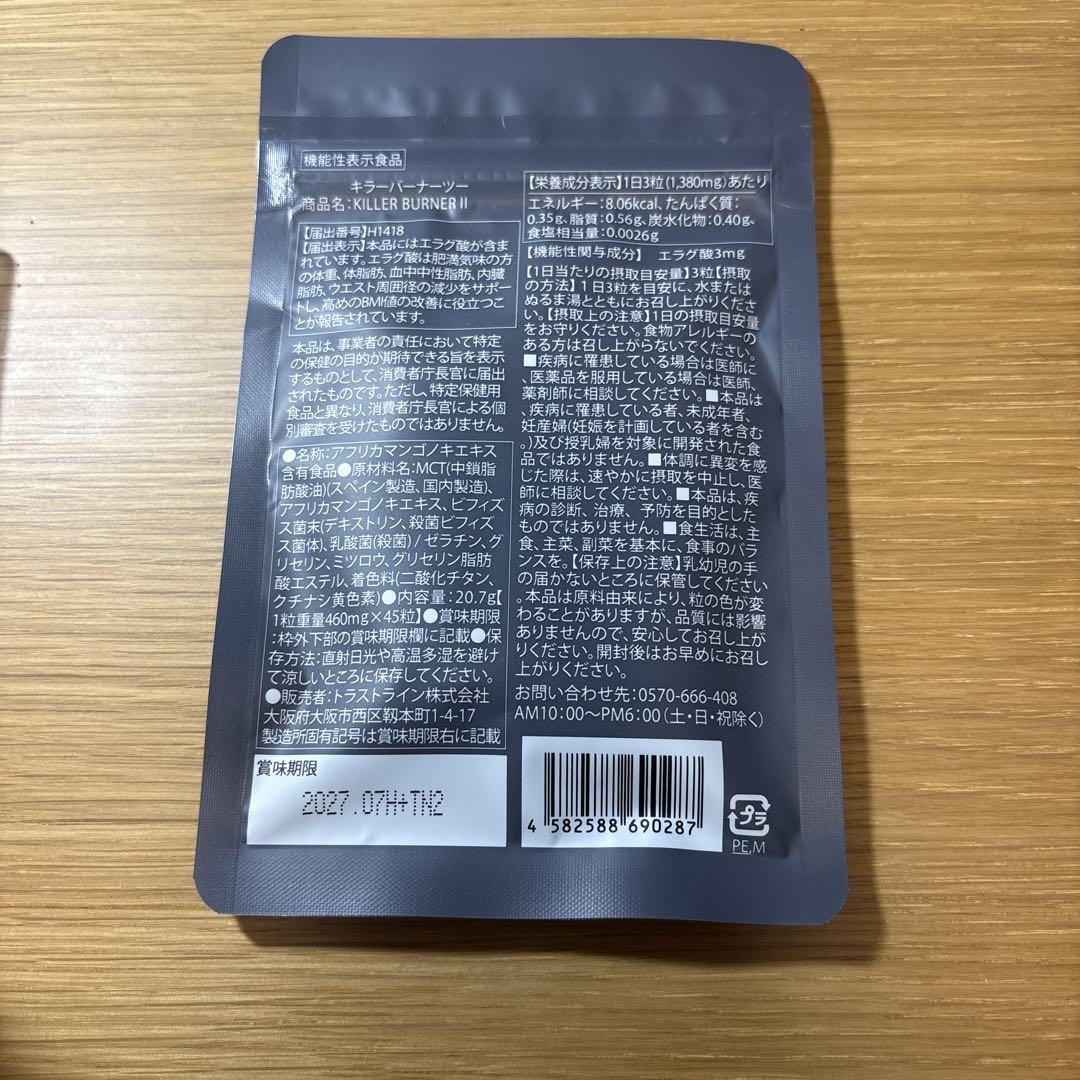 機能性表示食品
キラーバーナーツー
商品名:KILLER BURNER II
【届出番号】H1418
【届出表示】本品にはエラグ酸が含ま
れています。エラグ酸は肥満気味の方
の体重、体脂肪、血中中性脂肪、内臓
脂肪、ウエスト周囲径の減少をサポー
トし、高めのBMI値の改善に役立つこ
とが報告されています。
本品は、事業者の責任において特定
の保健の目的が期待できる旨を表示
するものとして、消費者庁長官に届出
されたものです。ただし、特定保健用
食品と異なり、消費者庁長官による個
別審査を受けたものではありません。
●名称:アフリカマンゴノキエキス
含有食品●原材料名:MCT(中鎖脂
肪酸油)(スペイン製造、国内製造)、
アフリカマンゴノキエキス、ビフィズ
ス菌末(デキストリン、殺菌ビフィズ
ス菌体)、乳酸菌(殺菌) / ゼラチン、グ
リセリン、ミツロウ、グリセリン脂肪
酸エステル、着色料(二酸化チタン、
クチナシ黄色素)●内容量:20.7g【
1粒重量460mg×45粒】●賞味期限
:枠外下部の賞味期限欄に記載●保
存方法:直射日光や高温多湿を避け
て涼しいところに保存してください。
●販売者:トラストライン株式会社
大阪府大阪市西区靱本町1-4-17
製造所固有記号は賞味期限右に記載
賞味期限
2027.07H+TN2
【栄養成分表示】1日3粒(1,380mg)あたり
エネルギー:8.06kcal、たんぱく質:
0.35g、脂質:0.56g、炭水化物:0.40g、
食塩相当量:0.0026g
【機能性関与成分】 エラグ酸3mg
【1日当たりの摂取目安量】3粒【摂取
の方法】1日3粒を目安に、水または
ぬるま湯とともにお召し上がりくださ
い。【摂取上の注意】1日の摂取目安量
をお守りください。食物アレルギーの
ある方は召し上がらないでください。
■疾病に罹患している場合は医師に
、医薬品を服用している場合は医師、
薬剤師に相談してください。■本品は
、疾病に罹患している者、未成年者、
妊産婦(妊娠を計画している者を含む
。)及び授乳婦を対象に開発された食
品ではありません。■体調に異変を感
じた際は、速やかに摂取を中止し、医
師に相談してください。■本品は、疾
病の診断、治療、予防を目的とした
ものではありません。■食生活は、主
食、主菜、副菜を基本に、食事のバラ
ンスを。【保存上の注意】乳幼児の手
の届かないところに保管してください
。本品は原料由来により、粒の色が変
わることがありますが、品質には影響
ありませんので、安心してお召し上が
りください。開封後はお早めにお召し
上がりください。
お問い合わせ先:0570-666-408
AM10:00〜PM6:00(土・日・祝除く)
4 582588 690287
プラ
PE,M